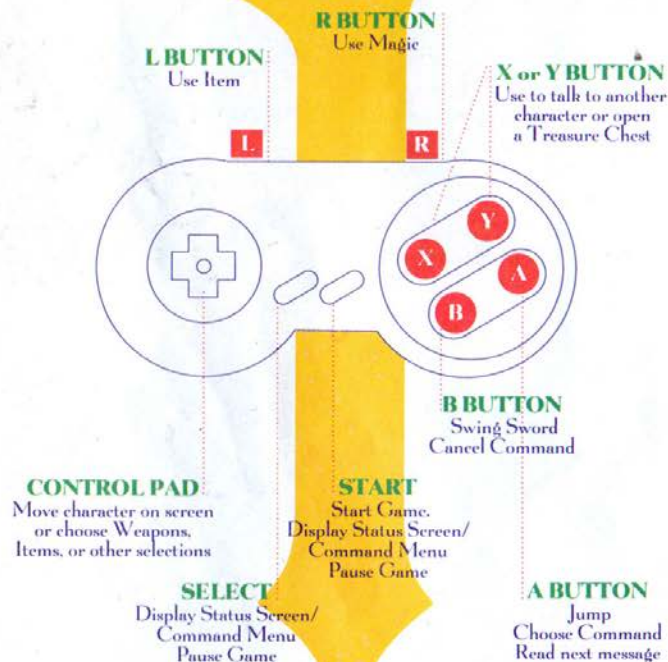 R BUTTON
Use Magic
L BUTTON
Use Item
X or Y BUTTON
Use to talk to another
character or open
a Treasure Chest
L
R
Y
X
A
B
B BUTTON
Swing Sword
Cancel Command
CONTROL PAD
Move character on screen
or choose Weapons,
Items, or other selections
START
Start Game.
Display Status Screen/
Command Menu
Pause Game
SELECT
Display Status Screen/
Command Menu
Pause Game
A BUTTON
Jump
Choose Command
Read next message